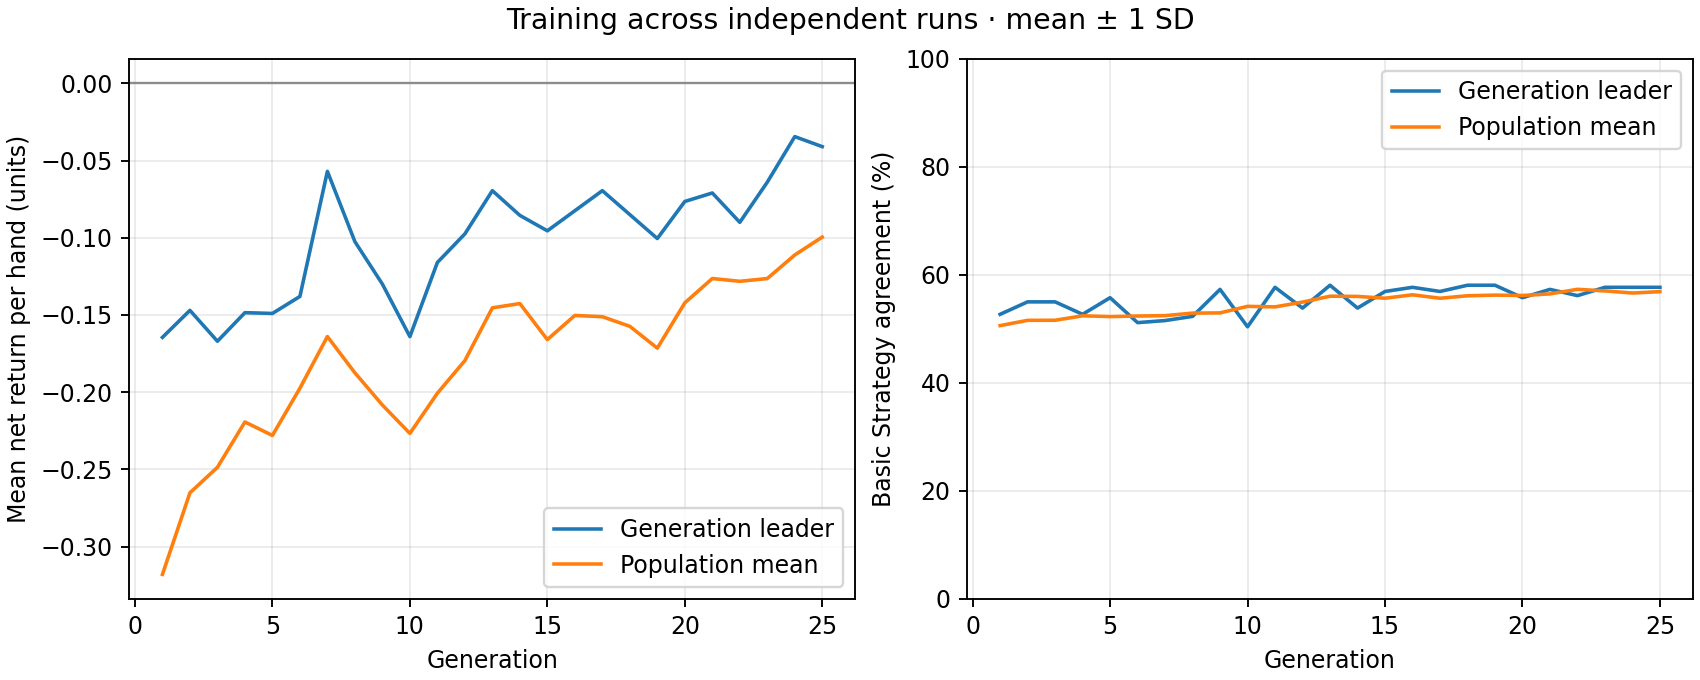 Training across independent runs · mean ± 1 SD
Mean net return per hand (units)
0.00
−0.05
−0.10
−0.15
−0.20
−0.25
−0.30
Generation leader
Population mean
0 5 10 15 20 25
Generation
Basic Strategy agreement (%)
100
80
60
40
20
0
Generation leader
Population mean
0 5 10 15 20 25
Generation